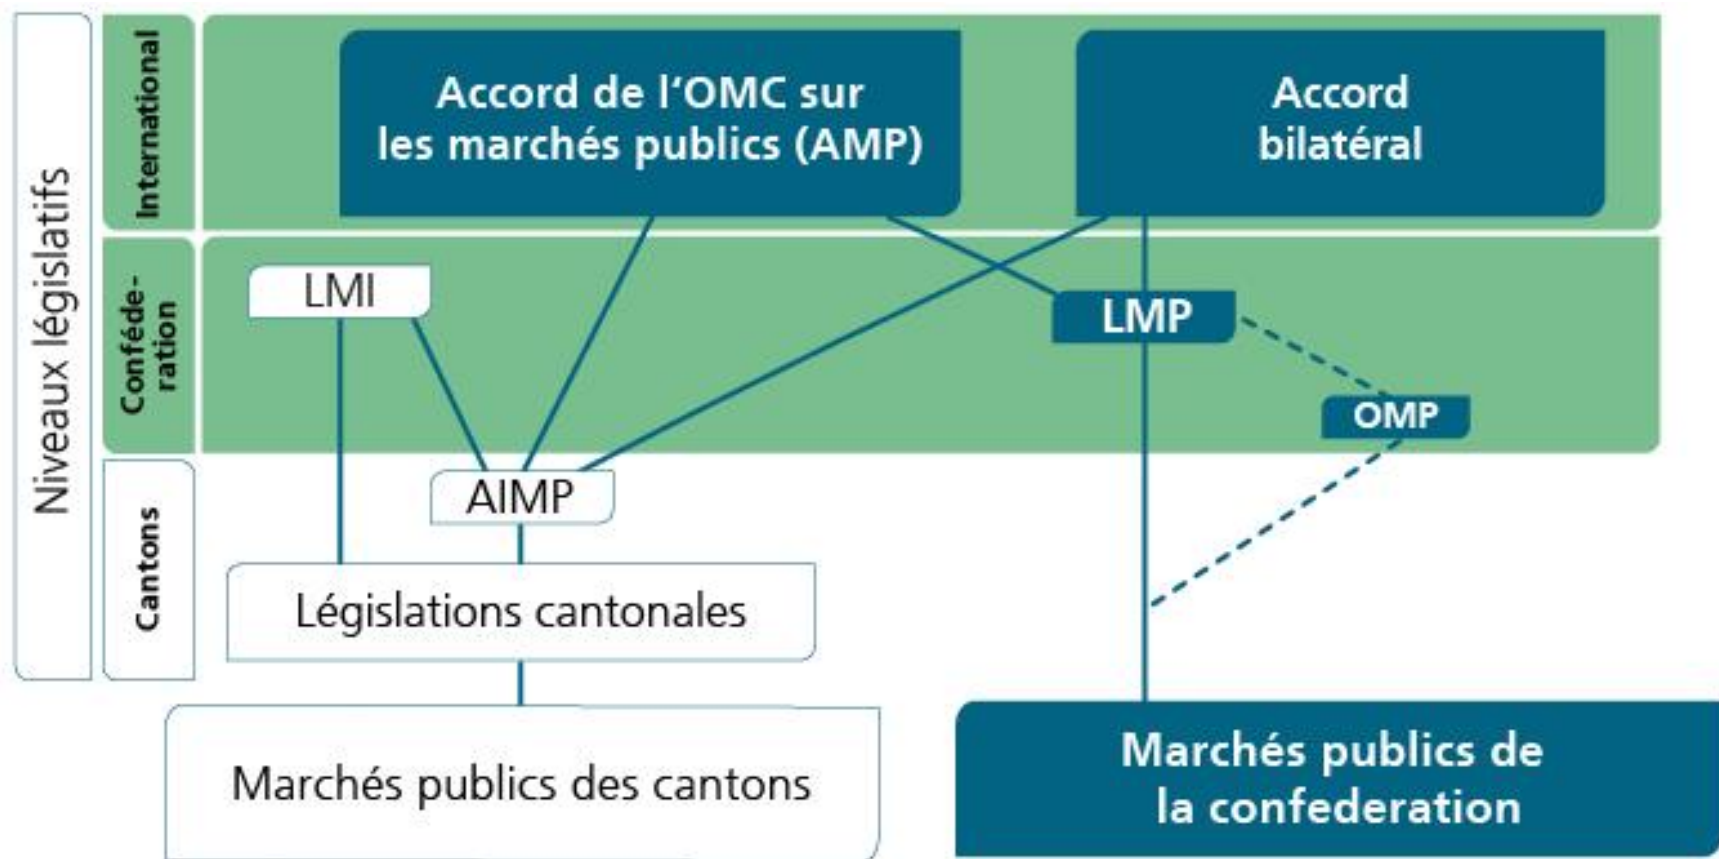 Niveaux législatifs
International
Accord de l‘OMC sur
les marchés publics (AMP)
Accord
bilatéral
Conféde-
ration
LMI
LMP
OMP
Cantons
AIMP
Législations cantonales
Marchés publics des cantons
Marchés publics de
la confederation